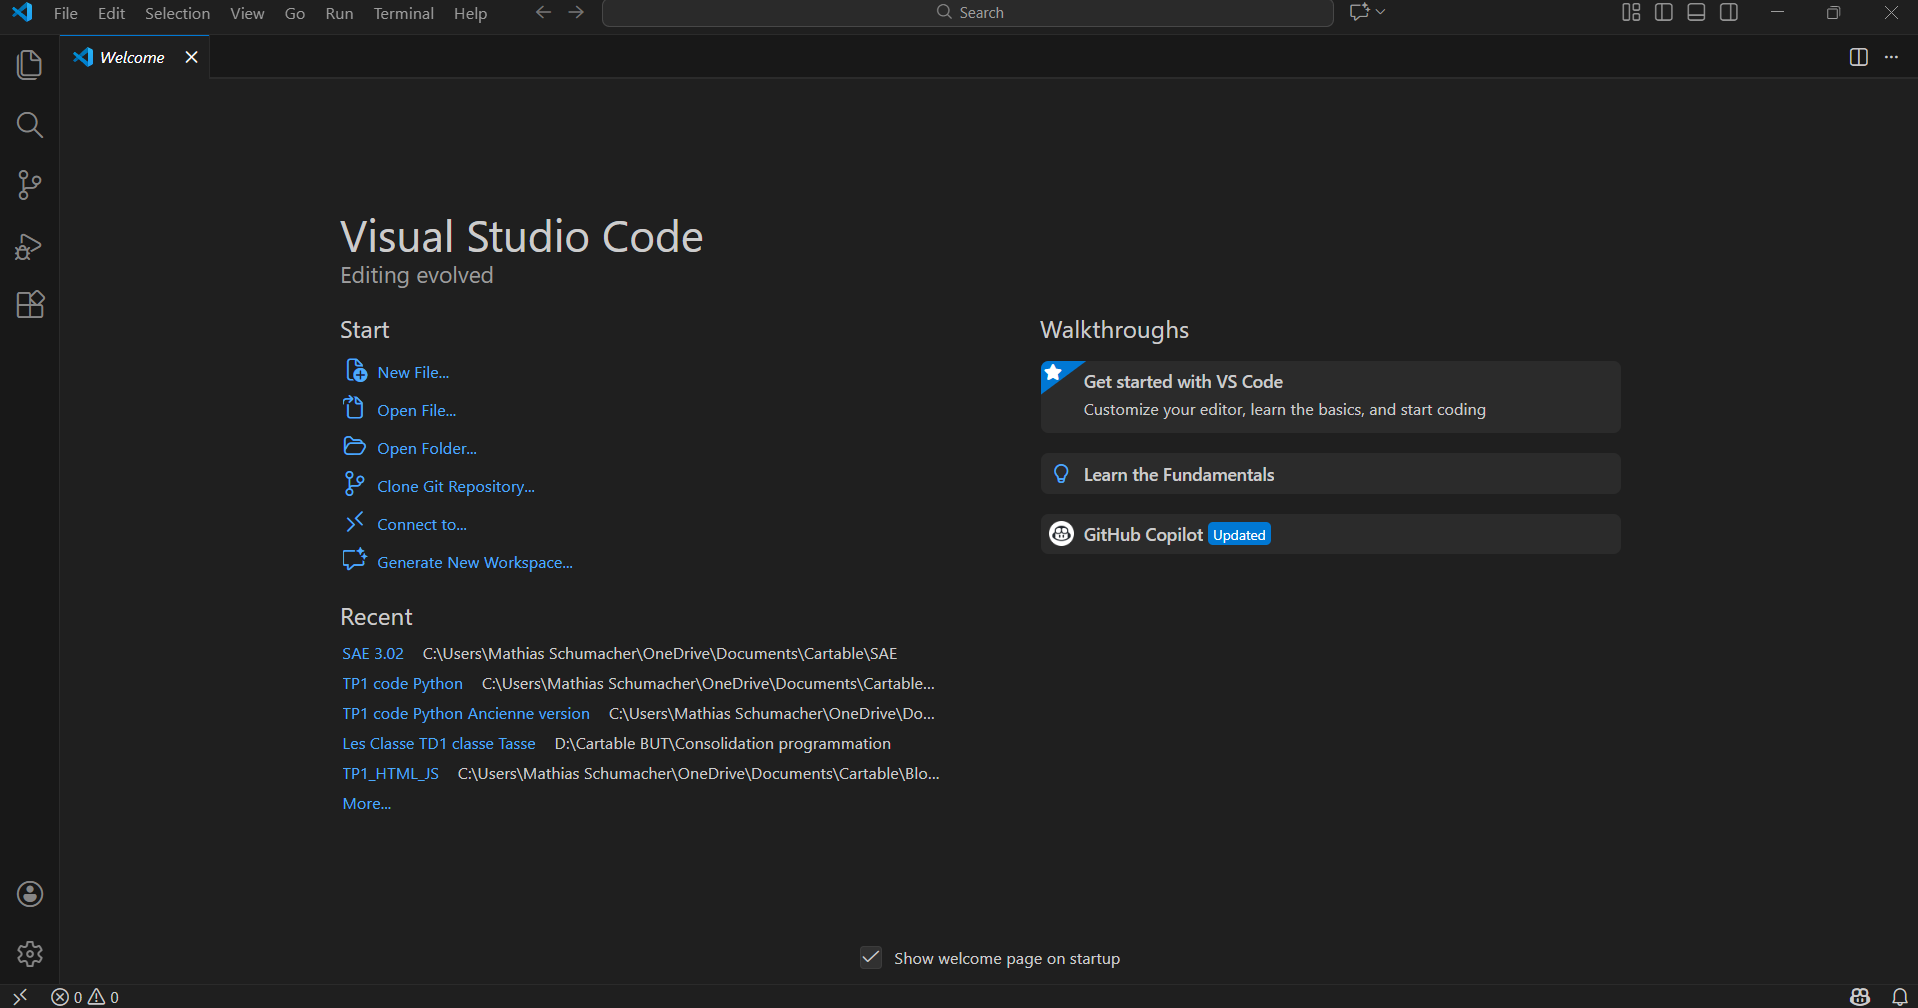 File Edit Selection View Go Run Terminal Help Search
Welcome
Visual Studio Code
Editing evolved
Start
New File...
Open File...
Open Folder...
Clone Git Repository...
Connect to...
Generate New Workspace...
Recent
SAE 3.02 C:\Users\Mathias Schumacher\OneDrive\Documents\Cartable\SAE
TP1 code Python C:\Users\Mathias Schumacher\OneDrive\Documents\Cartable...
TP1 code Python Ancienne version C:\Users\Mathias Schumacher\OneDrive\Do...
Les Classe TD1 classe Tasse D:\Cartable BUT\Consolidation programmation
TP1_HTML_JS C:\Users\Mathias Schumacher\OneDrive\Documents\Cartable\Blo...
More...
Walkthroughs
Get started with VS Code
Customize your editor, learn the basics, and start coding
Learn the Fundamentals
GitHub Copilot Updated
Show welcome page on startup
0 0